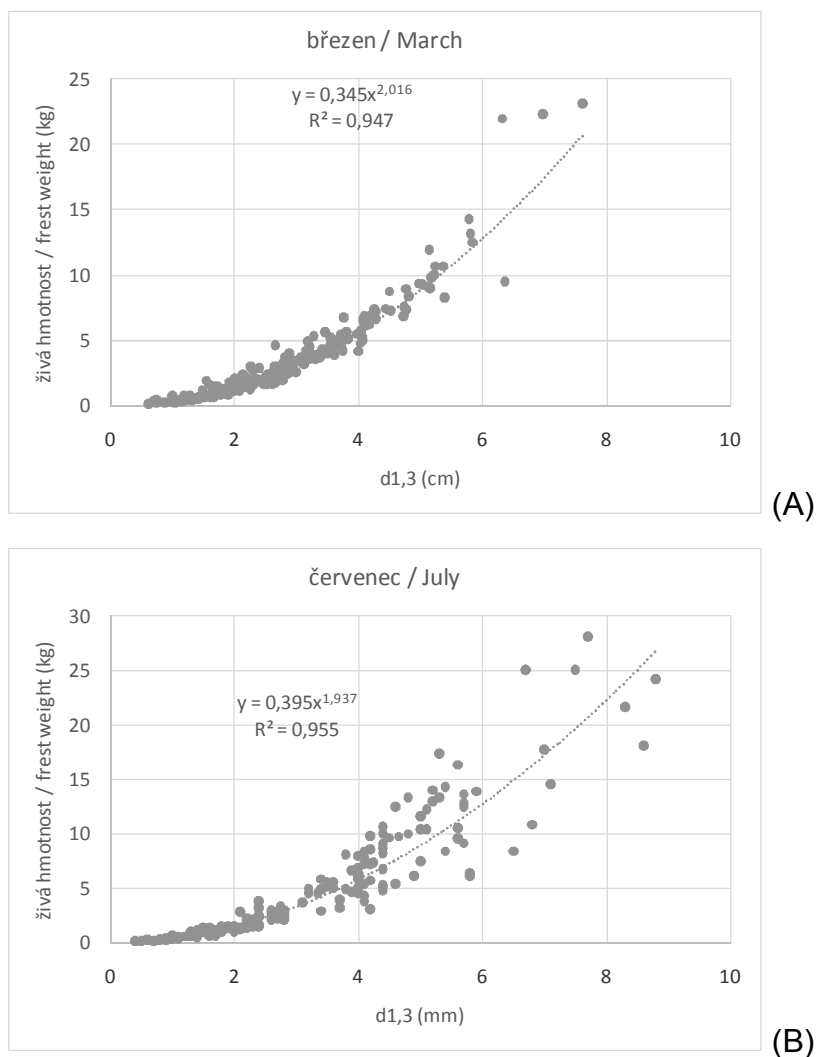 březen / March
y = 0,345x^2,016
R² = 0,947
živá hmotnost / frest weight (kg)
25
20
15
10
5
0
0 2 4 6 8 10
d1,3 (cm)
(A)
červenec / July
y = 0,395x^1,937
R² = 0,955
živá hmotnost / frest weight (kg)
30
25
20
15
10
5
0
0 2 4 6 8 10
d1,3 (mm)
(B)